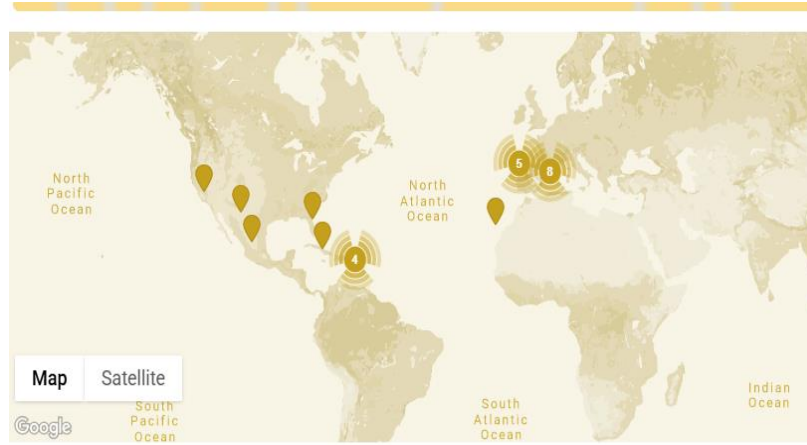 North
Pacific
Ocean
North
Atlantic
Ocean
5
8
4
Map
Satellite
South
Pacific
Ocean
South
Atlantic
Ocean
Indian
Ocean
Google